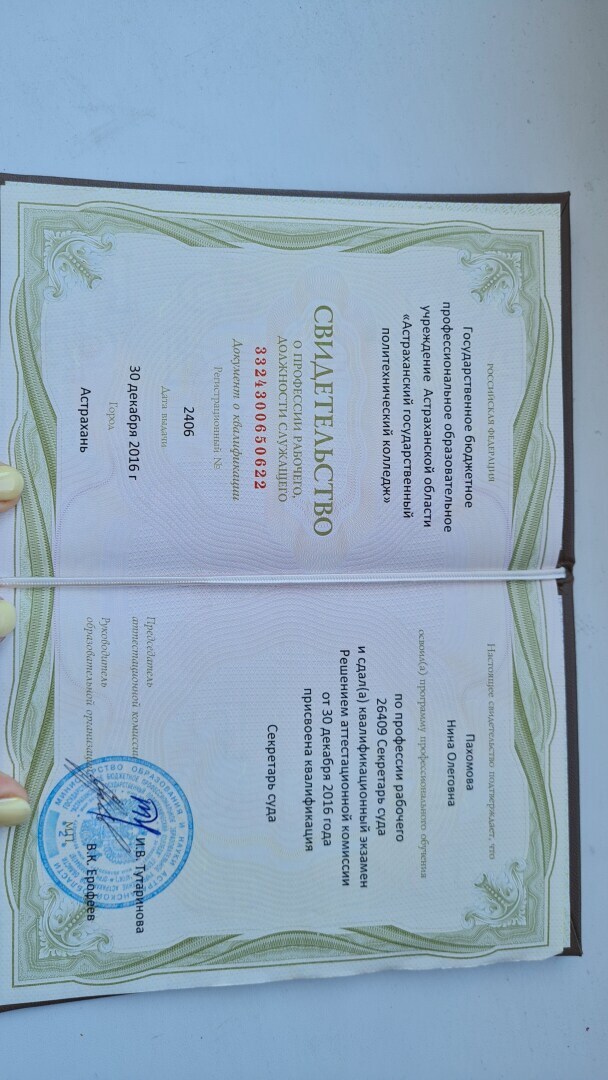 РОССИЙСКАЯ ФЕДЕРАЦИЯ
Государственное бюджетное
профессиональное образовательное
учреждение Астраханской области
«Астраханский государственный
политехнический колледж»
СВИДЕТЕЛЬСТВО
О ПРОФЕССИИ РАБОЧЕГО,
ДОЛЖНОСТИ СЛУЖАЩЕГО
332430065​0622
Документ о квалификации
Регистрационный №
2406
Дата выдачи
30 декабря 2016 г
Город
Астрахань
Настоящее свидетельство подтверждает, что
Пахомова
Нина Олеговна
освоил(а) программу профессионального обучения
по профессии рабочего
26409 Секретарь суда
и сдал(а) квалификационный экзамен
Решением аттестационной комиссии
от 30 декабря 2016 года
присвоена квалификация
Секретарь суда
Председатель
аттестационной комиссии
И.В. Тутаринова
Руководитель
образовательной организации
В.К. Ерофеев
М.П.